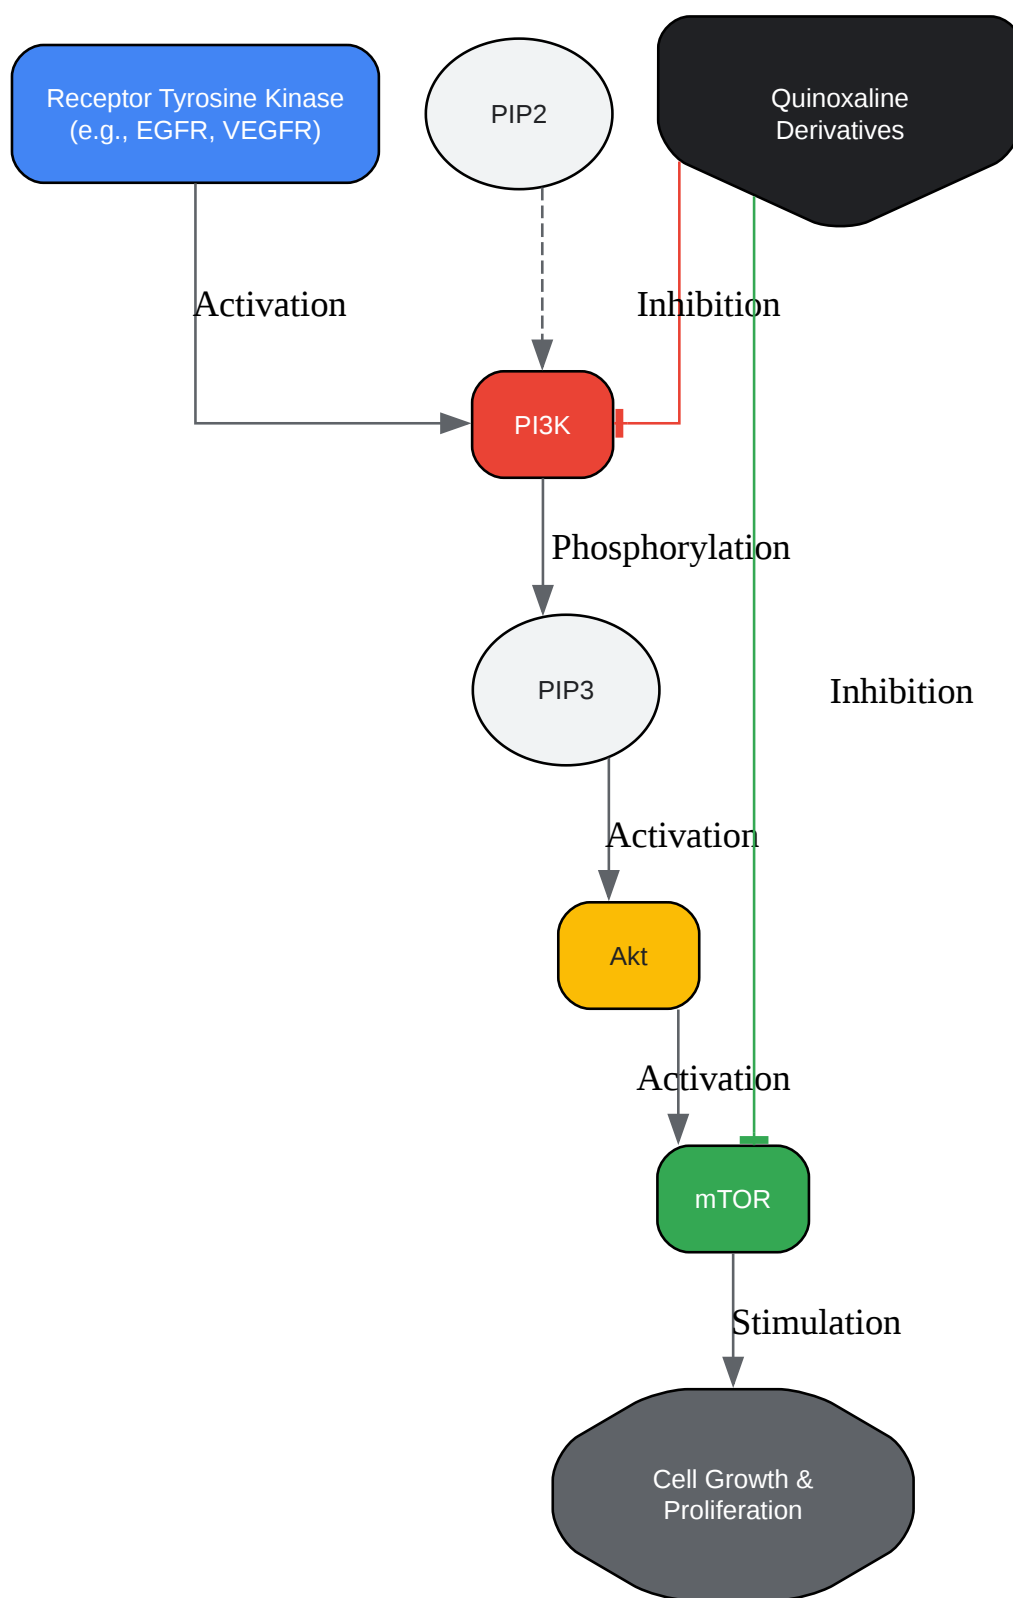 Receptor Tyrosine Kinase
(e.g., EGFR, VEGFR)
PIP2
Quinoxaline
Derivatives
Activation
Inhibition
PI3K
Phosphorylation
PIP3
Inhibition
Activation
Akt
Activation
mTOR
Stimulation
Cell Growth &
Proliferation